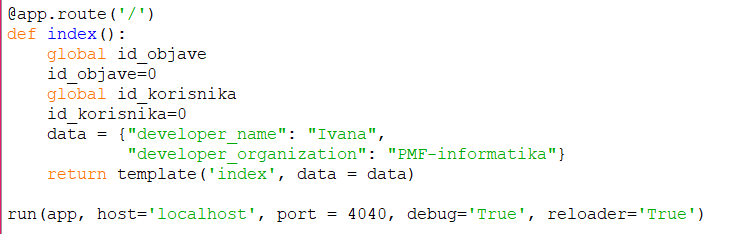 @app.route('/')
def index():
    global id_objave
    id_objave=0
    global id_korisnika
    id_korisnika=0
    data = {"developer_name": "Ivana",
            "developer_organization": "PMF-informatika"}
    return template('index', data = data)

run(app, host='localhost', port = 4040, debug='True', reloader='True')